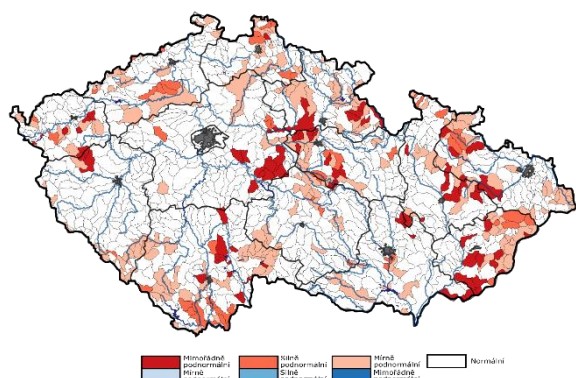 Mimořádně
podnormální
Silně
podnormální
Mírně
podnormální
Normální
Mírně
Silně
Mimořádně